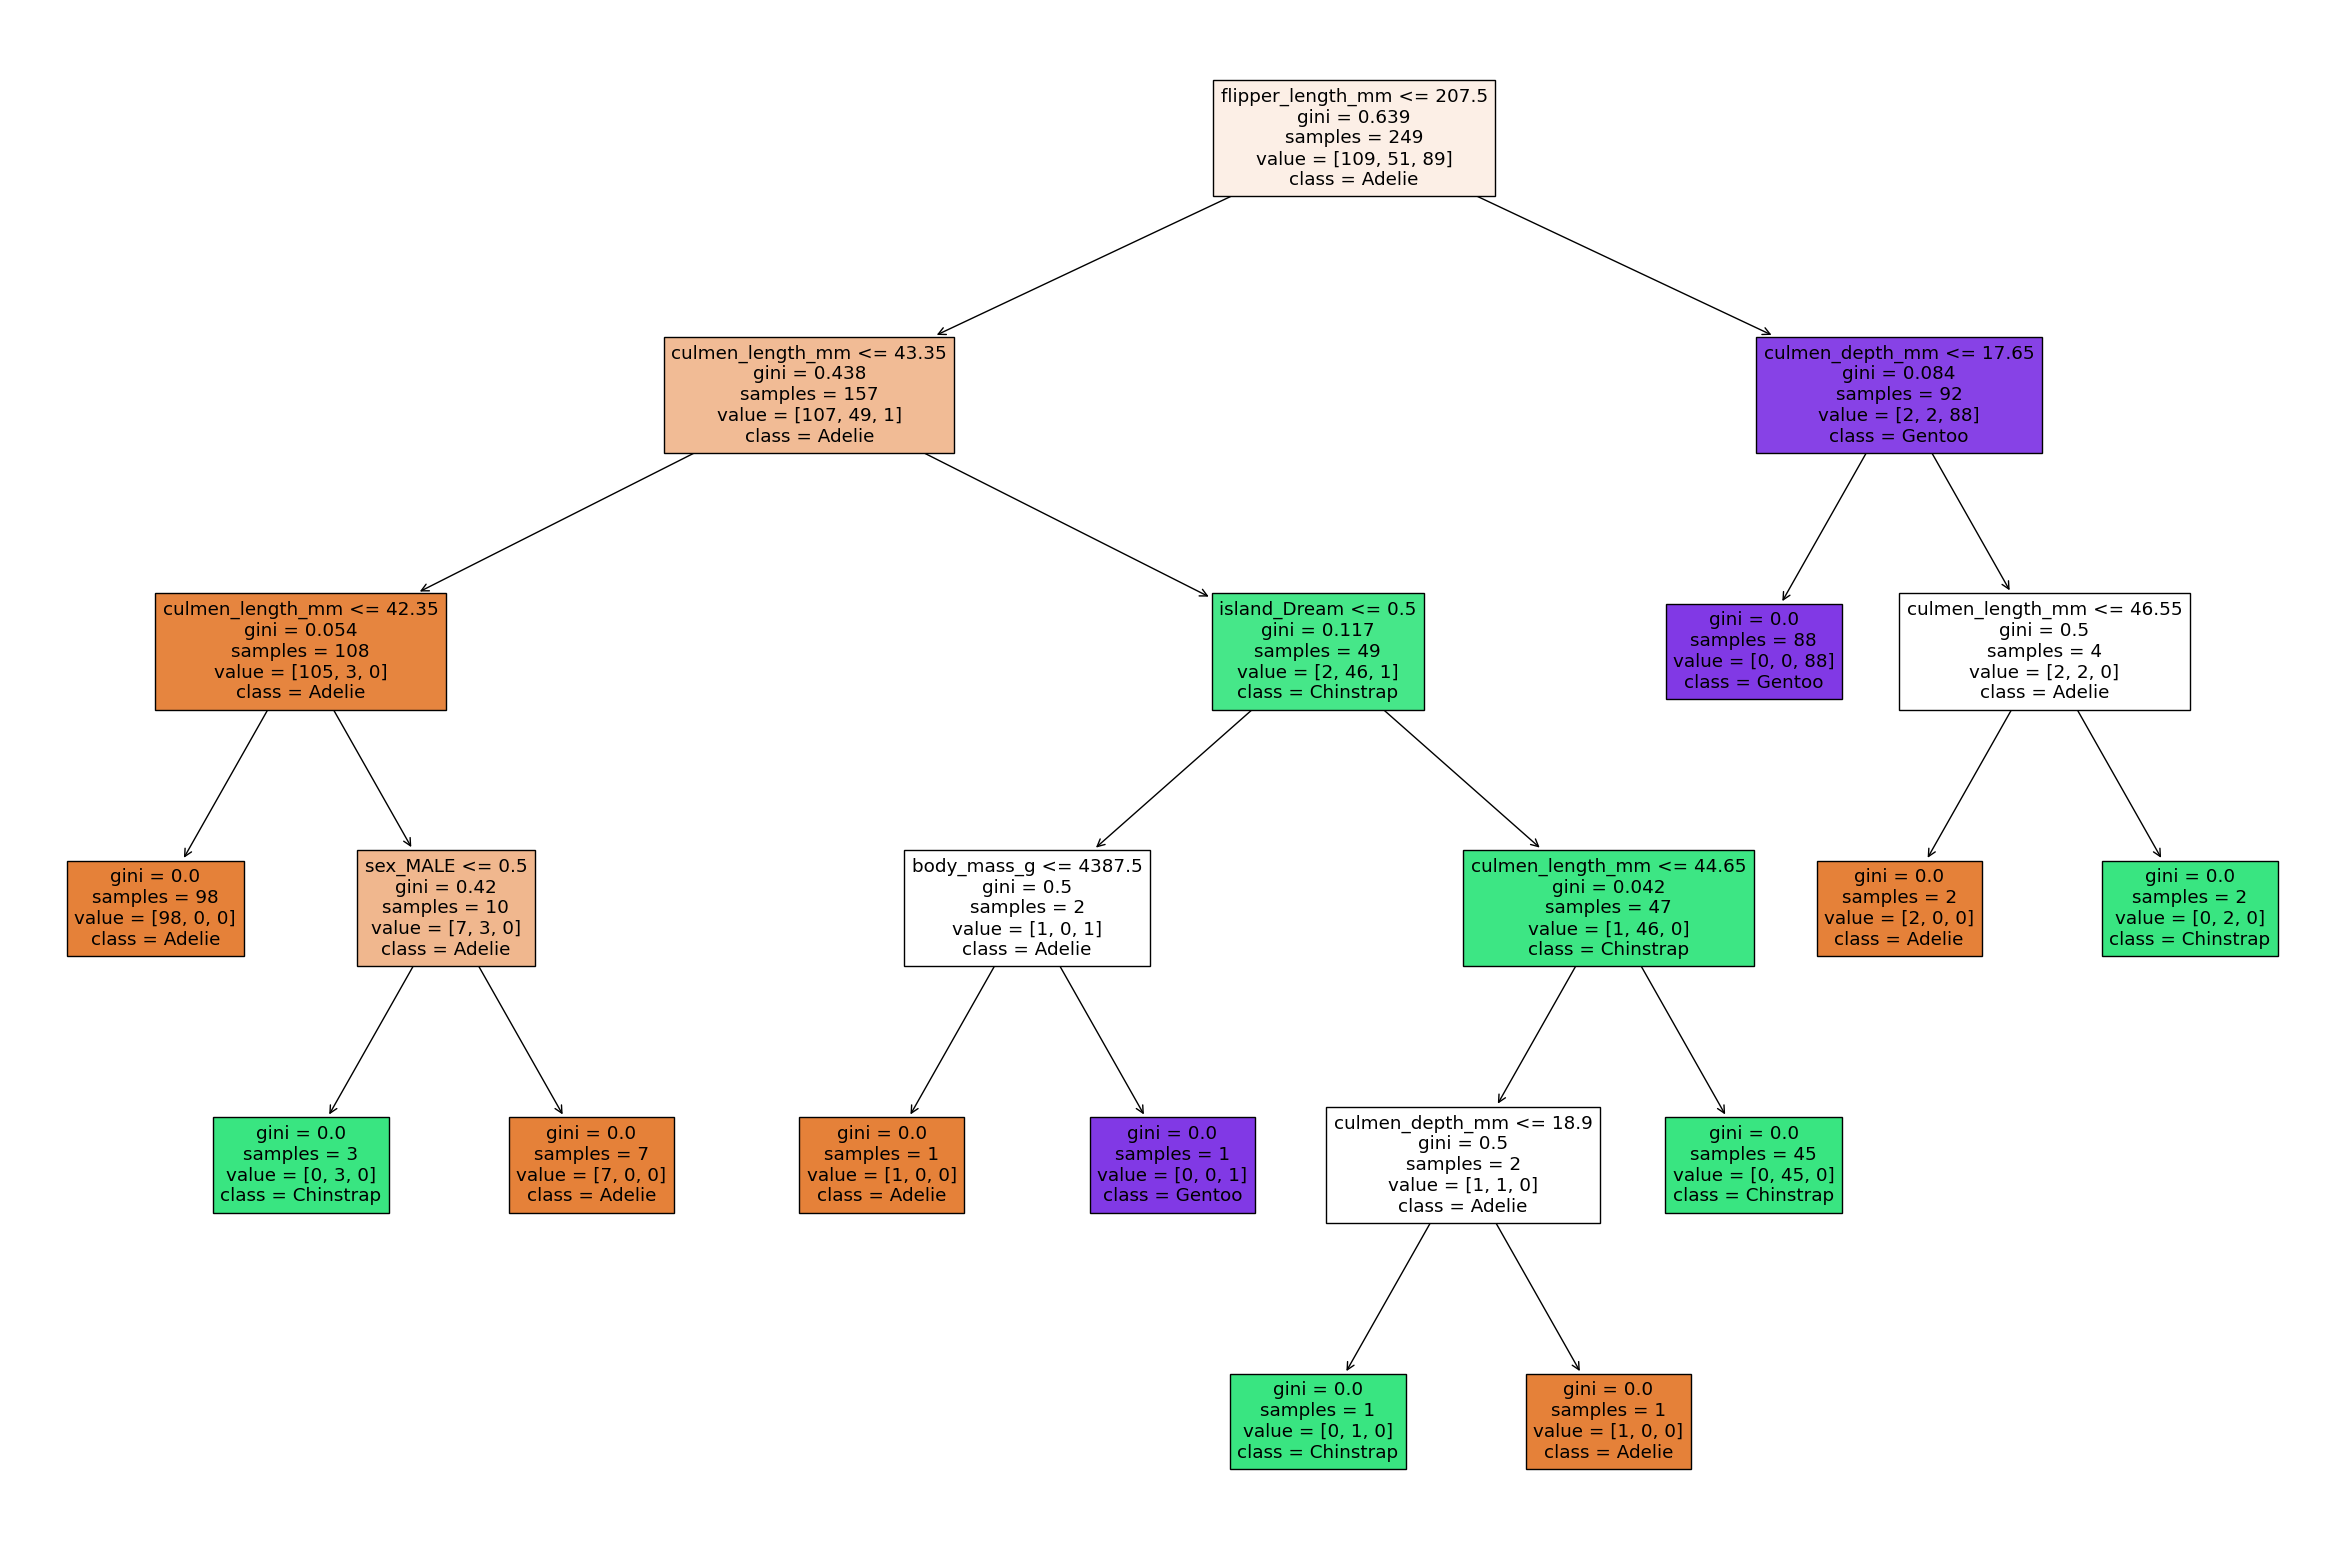 flipper_length_mm <= 207.5
gini = 0.639
samples = 249
value = [109, 51, 89]
class = Adelie
culmen_length_mm <= 43.35
gini = 0.438
samples = 157
value = [107, 49, 1]
class = Adelie
culmen_depth_mm <= 17.65
gini = 0.084
samples = 92
value = [2, 2, 88]
class = Gentoo
culmen_length_mm <= 42.35
gini = 0.054
samples = 108
value = [105, 3, 0]
class = Adelie
island_Dream <= 0.5
gini = 0.117
samples = 49
value = [2, 46, 1]
class = Chinstrap
gini = 0.0
samples = 88
value = [0, 0, 88]
class = Gentoo
culmen_length_mm <= 46.55
gini = 0.5
samples = 4
value = [2, 2, 0]
class = Adelie
gini = 0.0
samples = 98
value = [98, 0, 0]
class = Adelie
sex_MALE <= 0.5
gini = 0.42
samples = 10
value = [7, 3, 0]
class = Adelie
body_mass_g <= 4387.5
gini = 0.5
samples = 2
value = [1, 0, 1]
class = Adelie
culmen_length_mm <= 44.65
gini = 0.042
samples = 47
value = [1, 46, 0]
class = Chinstrap
gini = 0.0
samples = 2
value = [2, 0, 0]
class = Adelie
gini = 0.0
samples = 2
value = [0, 2, 0]
class = Chinstrap
gini = 0.0
samples = 3
value = [0, 3, 0]
class = Chinstrap
gini = 0.0
samples = 7
value = [7, 0, 0]
class = Adelie
gini = 0.0
samples = 1
value = [1, 0, 0]
class = Adelie
gini = 0.0
samples = 1
value = [0, 0, 1]
class = Gentoo
culmen_depth_mm <= 18.9
gini = 0.5
samples = 2
value = [1, 1, 0]
class = Adelie
gini = 0.0
samples = 45
value = [0, 45, 0]
class = Chinstrap
gini = 0.0
samples = 1
value = [0, 1, 0]
class = Chinstrap
gini = 0.0
samples = 1
value = [1, 0, 0]
class = Adelie